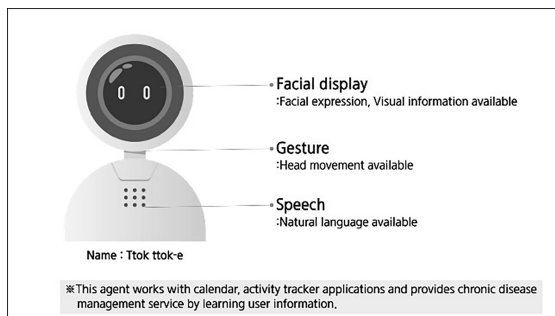 Facial display
:Facial expression, Visual information available
Gesture
:Head movement available
Speech
:Natural language available
Name : Ttok ttok-e
※This agent works with calendar, activity tracker applications and provides chronic disease
management service by learning user information.